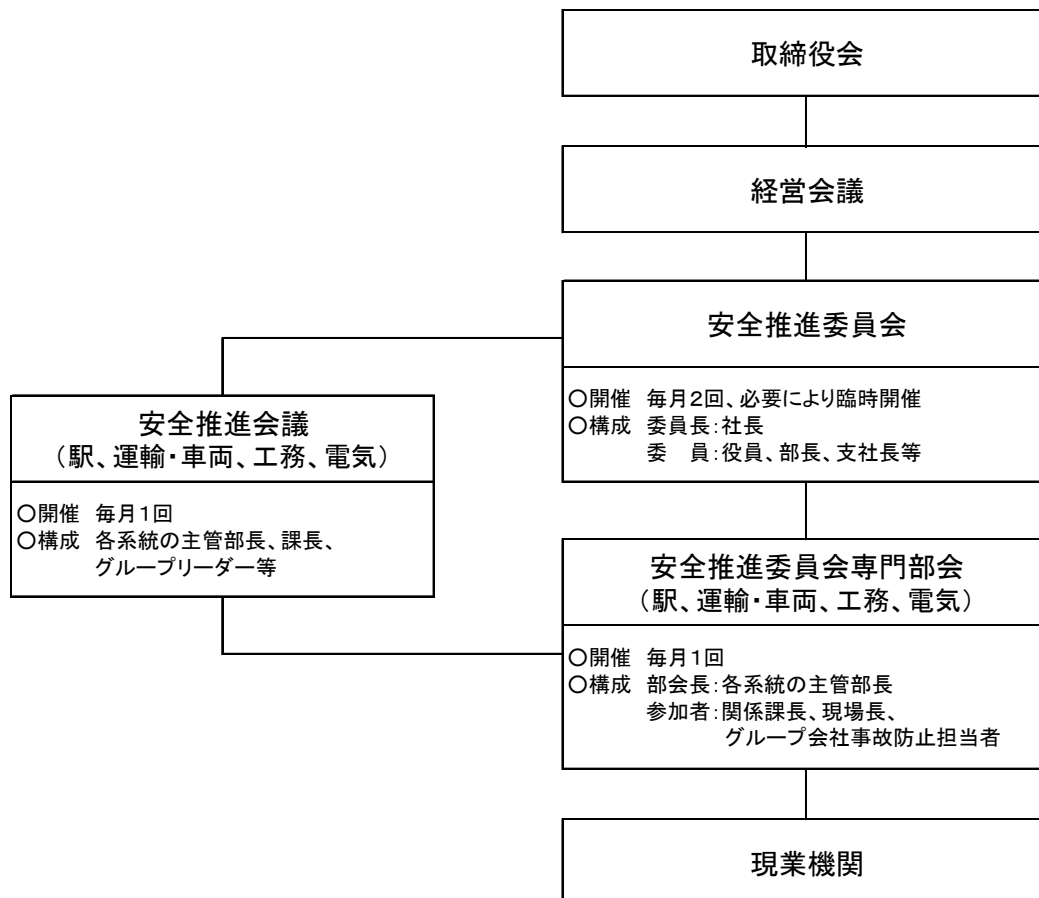 取締役会
経営会議
安全推進委員会
○開催 毎月2回、必要により臨時開催
○構成 委員長：社長
委　員：役員、部長、支社長等
安全推進会議
（駅、運輸・車両、工務、電気）
○開催 毎月1回
○構成 各系統の主管部長、課長、
グループリーダー等
安全推進委員会専門部会
（駅、運輸・車両、工務、電気）
○開催 毎月1回
○構成 部会長：各系統の主管部長
参加者：関係課長、現場長、
グループ会社事故防止担当者
現業機関